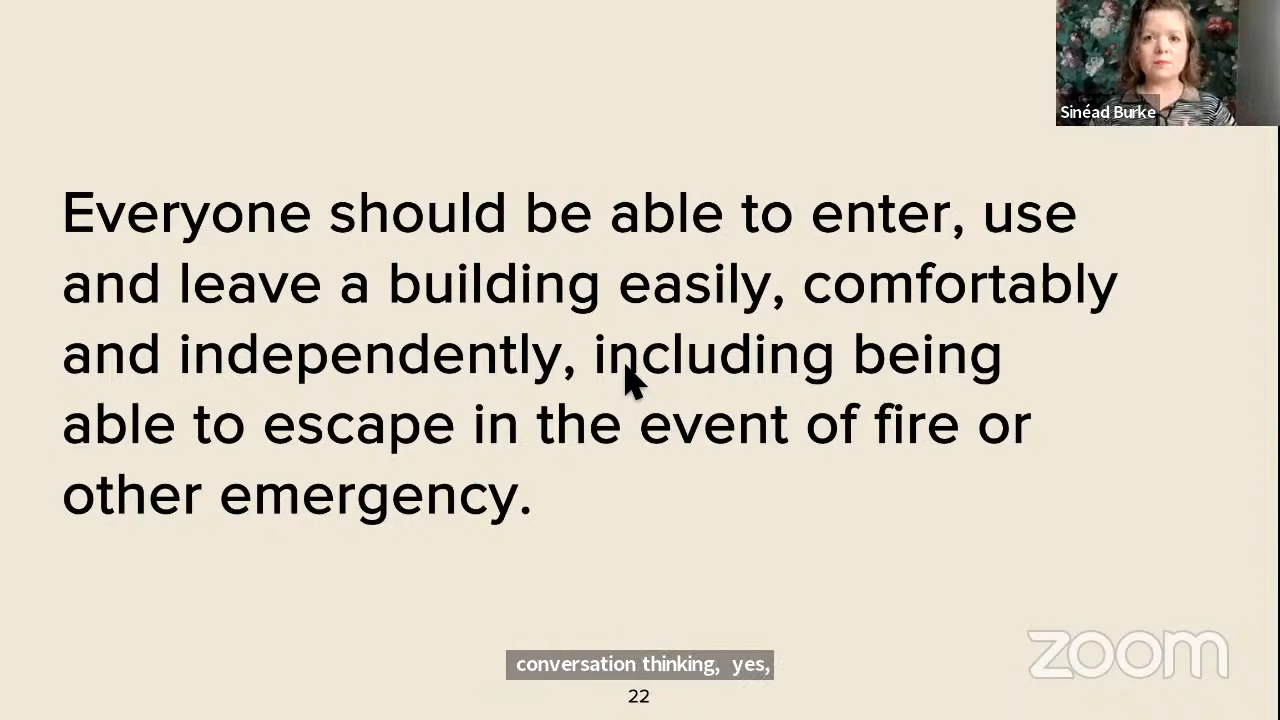 Sinéad Burke
Everyone should be able to enter, use
and leave a building easily, comfortably
and independently, including being
able to escape in the event of fire or
other emergency.
zoom
conversation thinking, yes,
22